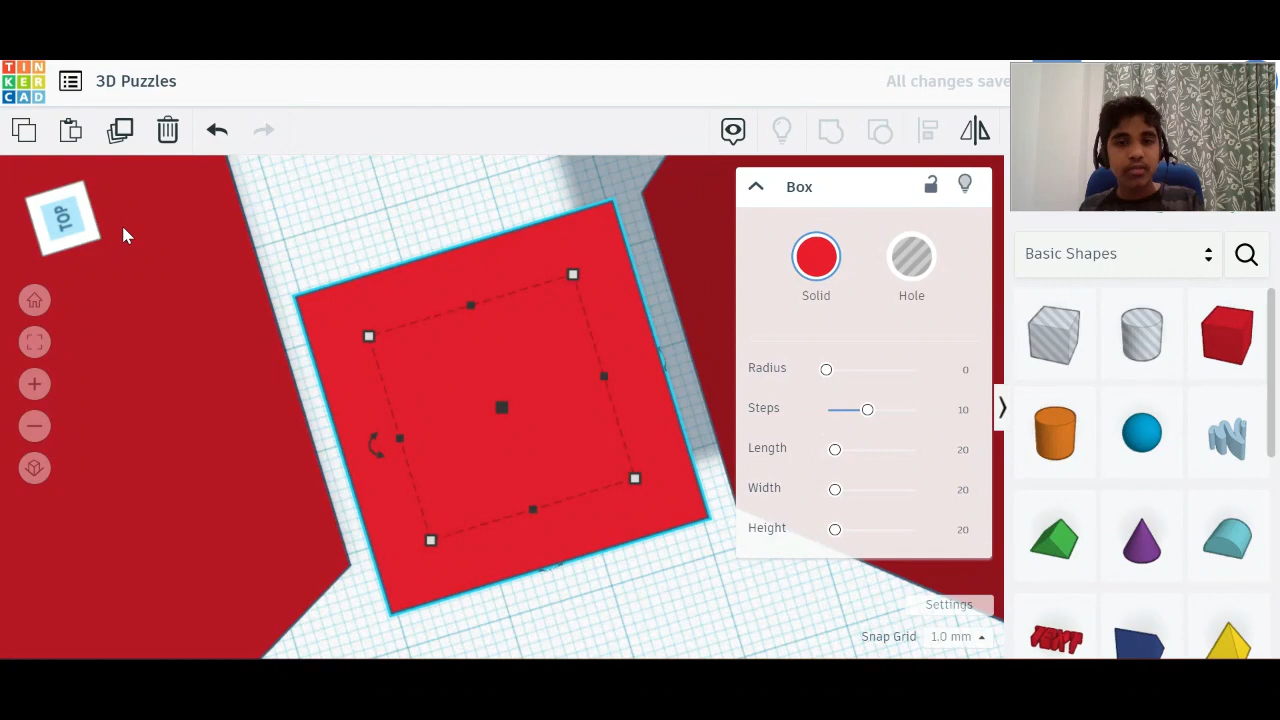 TIN
KER
CAD
3D Puzzles
All changes save
TOP
Box
Solid
Hole
Radius 0
Steps 10
Length 20
Width 20
Height 20
Settings
Snap Grid 1.0 mm
Basic Shapes
TEXT